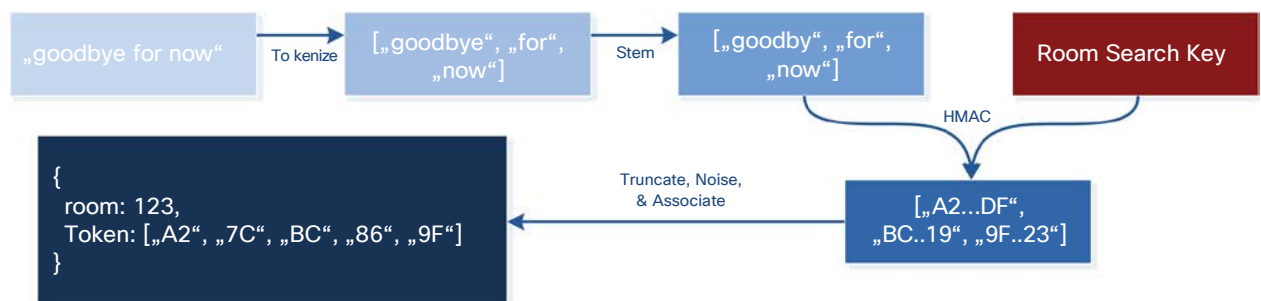 „goodbye for now“
To kenize
[„goodbye“, „for“,
„now“]
Stem
[„goodby“, „for“,
„now“]
Room Search Key
HMAC
[„A2...DF“,
„BC..19“, „9F..23“]
Truncate, Noise,
& Associate
{
room: 123,
Token: [„A2“, „7C“, „BC“, „86“, „9F“]
}